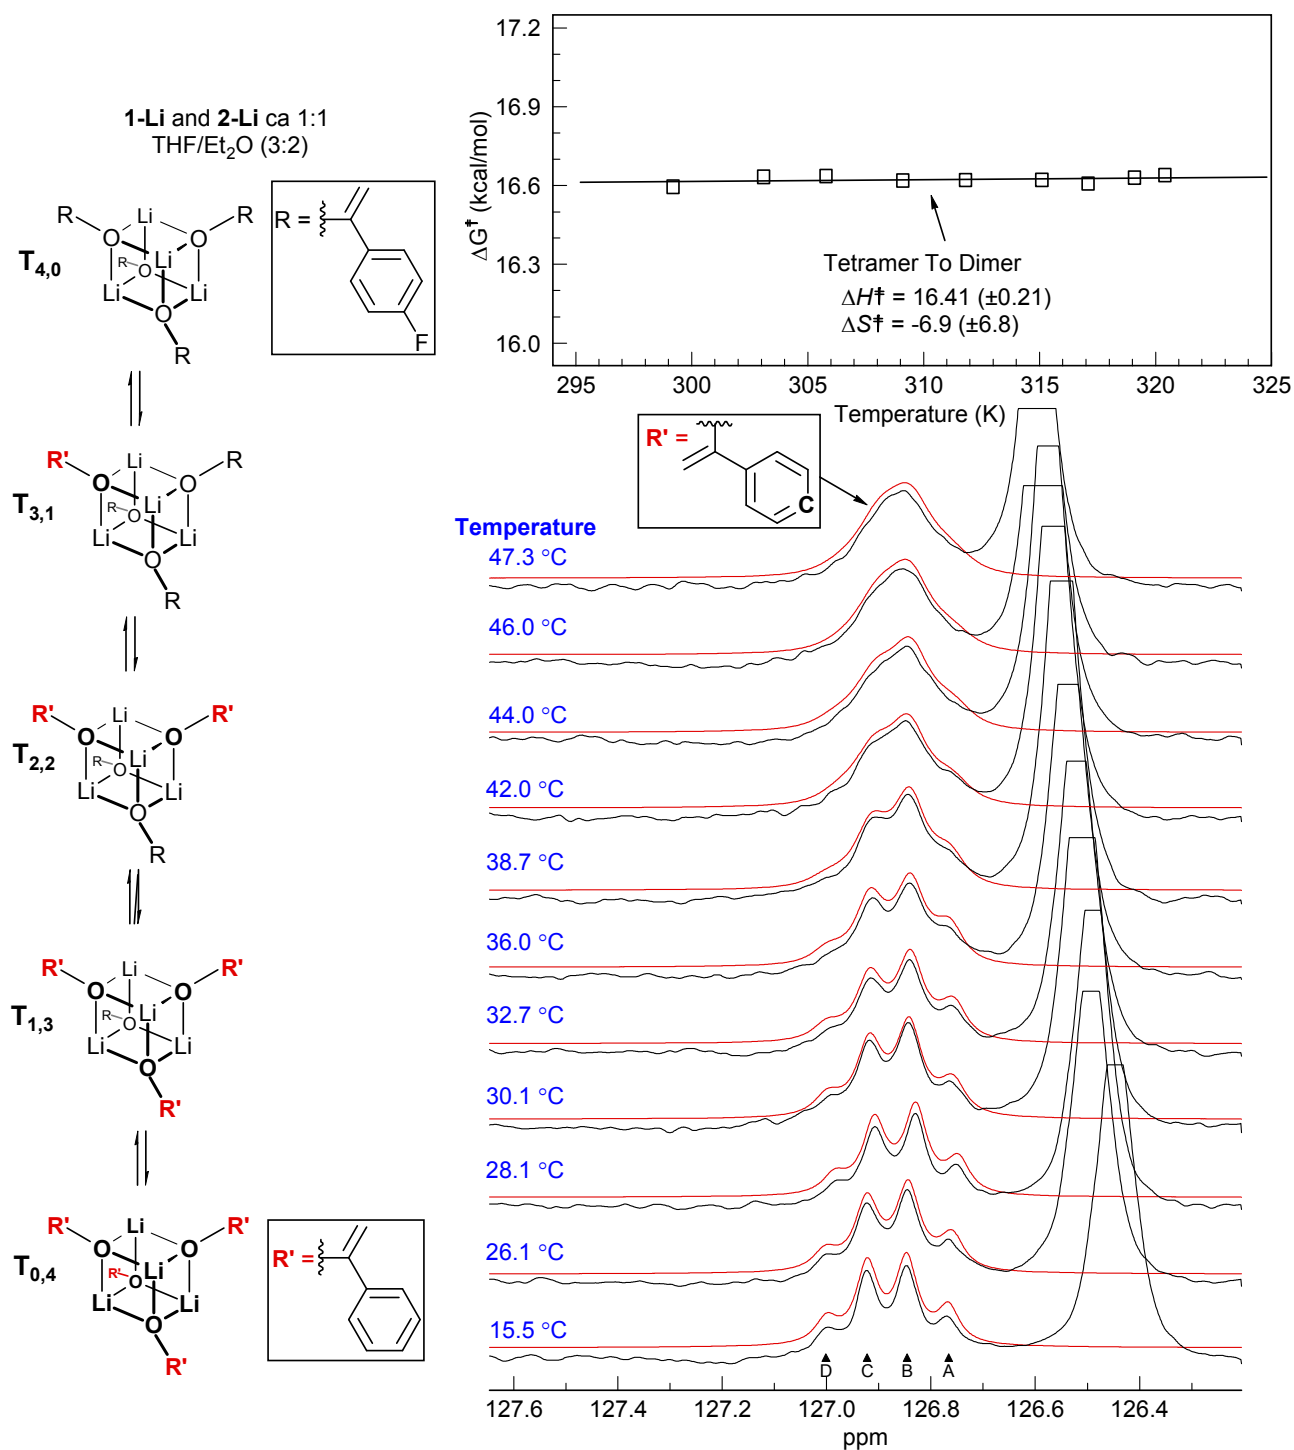 1-Li and 2-Li ca 1:1
THF/Et2O (3:2)
T4,0
R
Li
R
O
O
Li
R
O
Li
Li
O
R
R =
F
T3,1
R'
Li
R
O
O
Li
R
O
Li
Li
O
R
T2,2
R'
Li
R'
O
O
Li
R
O
Li
Li
O
R
T1,3
R'
Li
R'
O
O
Li
R
O
Li
Li
O
R'
T0,4
R'
Li
R'
O
O
Li
R'
O
Li
Li
O
R'
R' =
17.2
16.9
16.6
16.3
16.0
ΔG‡ (kcal/mol)
Tetramer To Dimer
ΔH‡ = 16.41 (±0.21)
ΔS‡ = -6.9 (±6.8)
295 300 305 310 315 320 325
Temperature (K)
R' =
C
Temperature
47.3 °C
46.0 °C
44.0 °C
42.0 °C
38.7 °C
36.0 °C
32.7 °C
30.1 °C
28.1 °C
26.1 °C
15.5 °C
D C B A
127.6 127.4 127.2 127.0 126.8 126.6 126.4
ppm